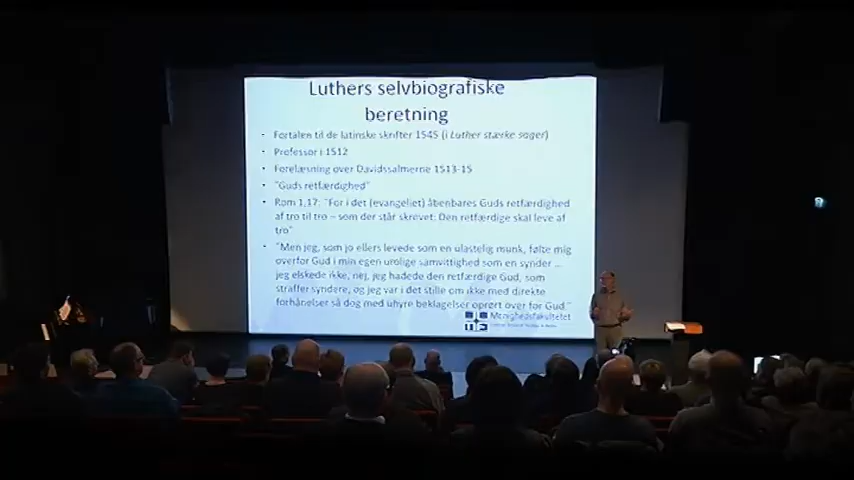 Luthers selvbiografiske
beretning
• Fortalen til de latinske skrifter 1545 (i Luther stærke sager)
• Professor i 1512
• Forelæsning over Davidssalmerne 1513-15
• "Guds retfærdighed"
• Rom 1,17: "For i det (evangeliet) åbenbares Guds retfærdighed
af tro til tro – som der står skrevet: Den retfærdige skal leve af
tro"
• "Men jeg, som jo ellers levede som en ulastelig munk, følte mig
overfor Gud i min egen urolige samvittighed som en synder ...
jeg elskede ikke, nej, jeg hadede den retfærdige Gud, som
straffer syndere, og jeg var i det stille om ikke med direkte
forhånelser så dog med uhyre beklagelser oprørt over for Gud."
Menighedsfakultetet